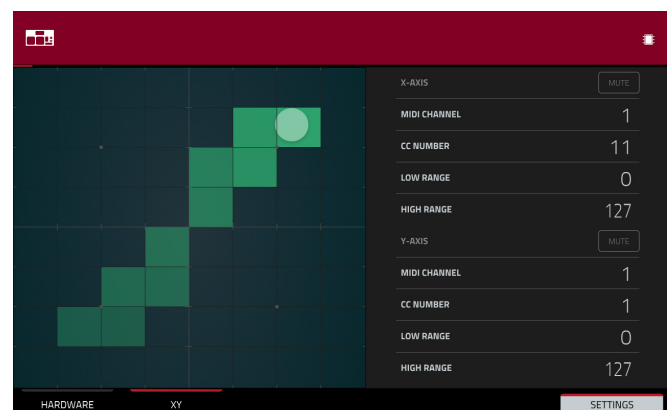 X-AXIS MUTE
MIDI CHANNEL 1
CC NUMBER 11
LOW RANGE 0
HIGH RANGE 127
Y-AXIS MUTE
MIDI CHANNEL 1
CC NUMBER 1
LOW RANGE 0
HIGH RANGE 127
HARDWARE XY SETTINGS